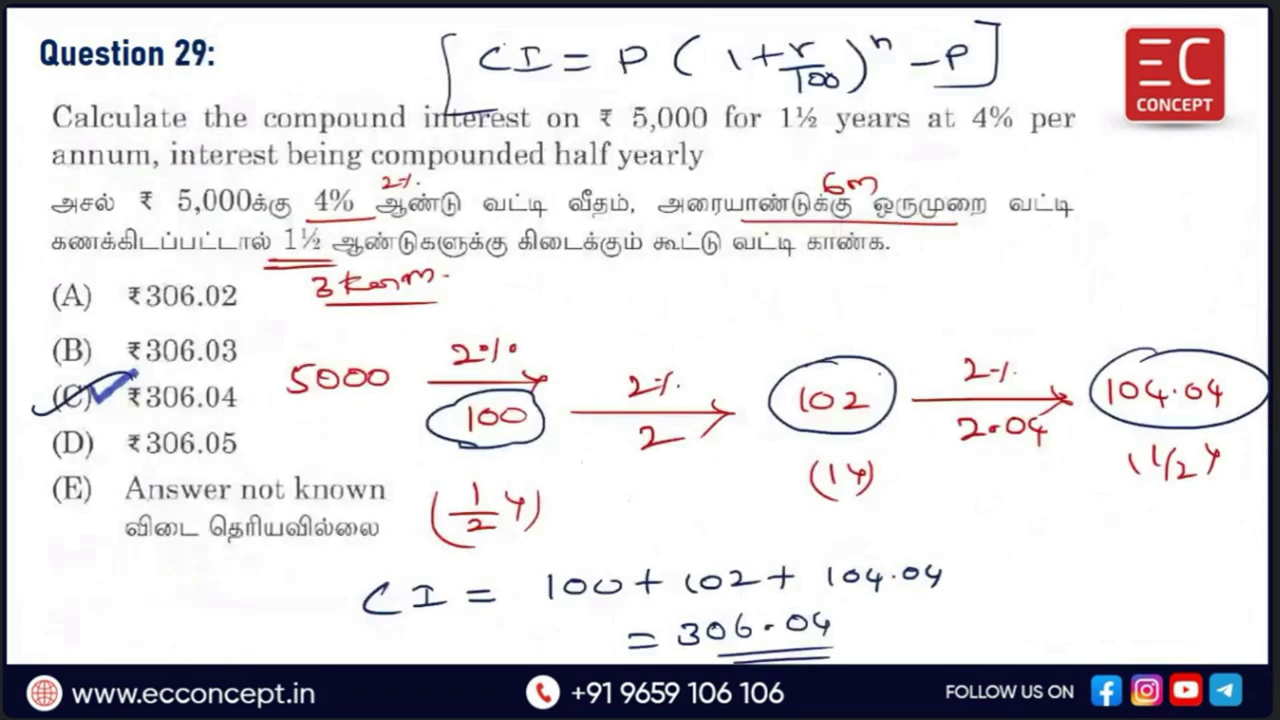 Question 29:
[CI = P (1 + r/100)^n - P]
EC
CONCEPT
Calculate the compound interest on ₹ 5,000 for 1½ years at 4% per
annum, interest being compounded half yearly
2%. 6m
அசல் ₹ 5,000க்கு 4% ஆண்டு வட்டி வீதம், அரையாண்டுக்கு ஒருமுறை வட்டி
கணக்கிடப்பட்டால் 1½ ஆண்டுகளுக்கு கிடைக்கும் கூட்டு வட்டி காண்க.
3
(A) ₹306.02
(B) ₹306.03
(C) ₹306.04
(D) ₹306.05
(E) Answer not known
விடை தெரியவில்லை
5000 2% 100 2% 2 102 2% 2.04 104.04
(1/2 y) (1y) (1 1/2 y
CI = 100 + 102 + 104.04
= 306.04
www.ecconcept.in +91 9659 106 106 FOLLOW US ON